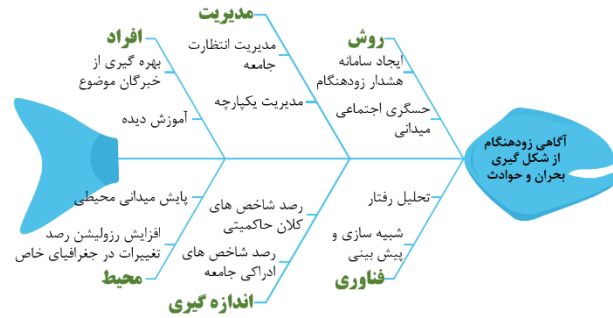 مدیریت
افراد
روش
مدیریت انتظارت
جامعه
ایجاد سامانه
هشدار زودهنگام
بهره گیری از
خبرگان موضوع
مدیریت یکپارچه
حسگری اجتماعی
میدانی
آموزش دیده
آگاهی زودهنگام
از شکل گیری
بحران و حوادث
پایش میدانی محیطی
رصد شاخص های
کلان حاکمیتی
تحلیل رفتار
افزایش رزولیشن رصد
تغییرات در جغرافیای خاص
رصد شاخص های
ادراکی جامعه
شبیه سازی و
پیش بینی
محیط
اندازه گیری
فناوری